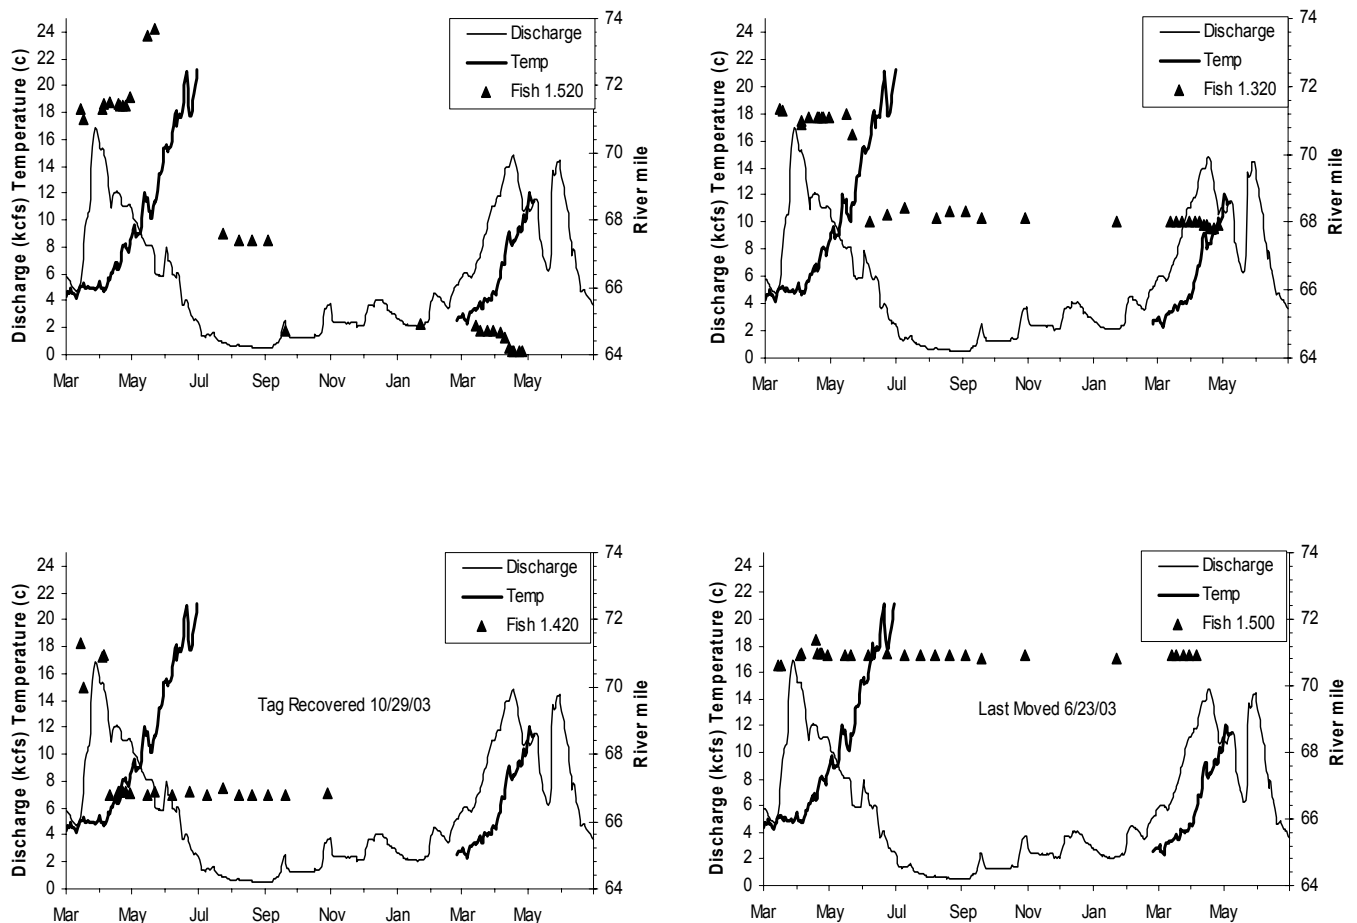 Discharge (kcfs) Temperature (c)
24
22
20
18
16
14
12
10
8
6
4
2
0
Discharge
Temp
Fish 1.520
74
72
70
68
66
64
River mile
Mar May Jul Sep Nov Jan Mar May
Discharge (kcfs) Temperature (c)
24
22
20
18
16
14
12
10
8
6
4
2
0
Discharge
Temp
Fish 1.320
74
72
70
68
66
64
River mile
Mar May Jul Sep Nov Jan Mar May
Discharge (kcfs) Temperature (c)
24
22
20
18
16
14
12
10
8
6
4
2
0
Discharge
Temp
Fish 1.420
Tag Recovered 10/29/03
74
72
70
68
66
64
River mile
Mar May Jul Sep Nov Jan Mar May
Discharge (kcfs) Temperature (c)
24
22
20
18
16
14
12
10
8
6
4
2
0
Discharge
Temp
Fish 1.500
Last Moved 6/23/03
74
72
70
68
66
64
River mile
Mar May Jul Sep Nov Jan Mar May